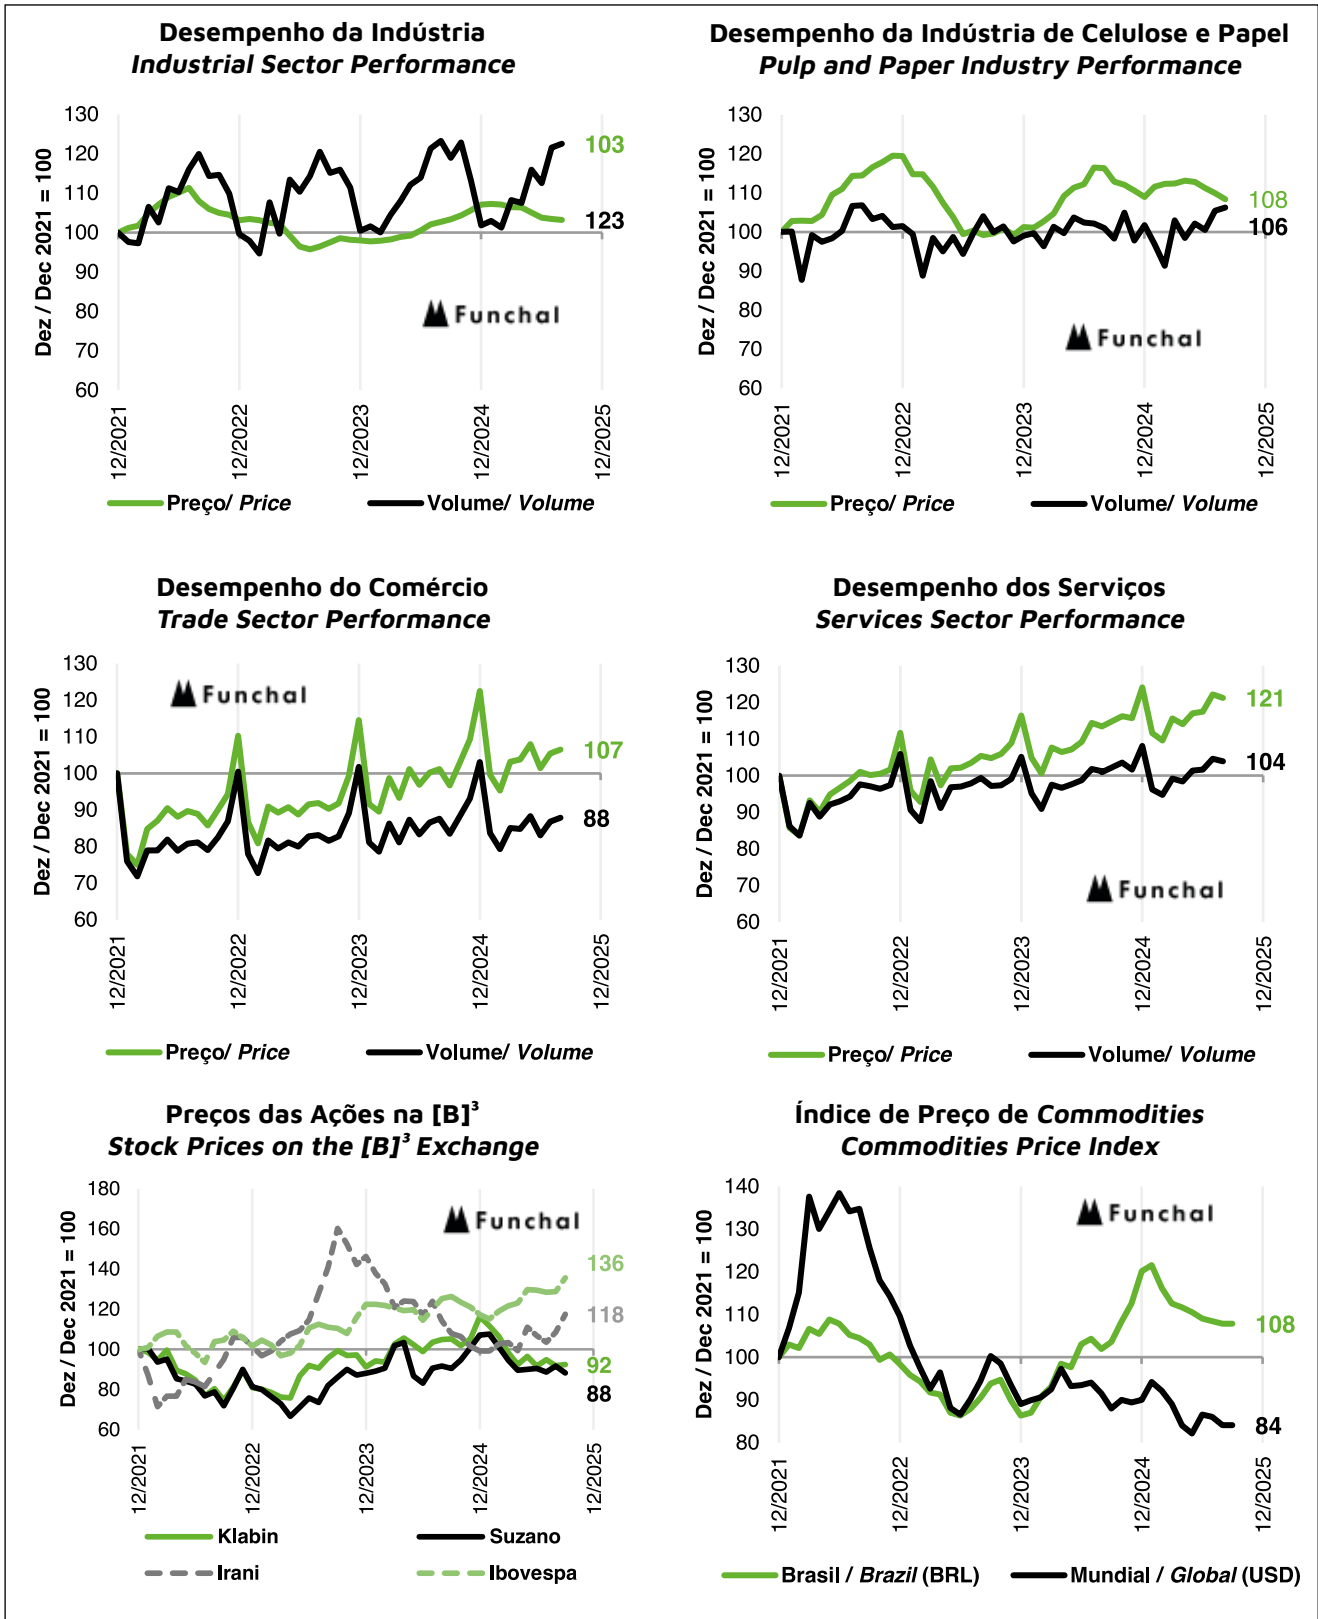 Desempenho da Indústria
Industrial Sector Performance
Dez / Dec 2021 = 100
130
120
110
100
90
80
70
60
103
123
Funchal
12/2021
12/2022
12/2023
12/2024
12/2025
Preço/ Price
Volume/ Volume
Desempenho da Indústria de Celulose e Papel
Pulp and Paper Industry Performance
Dez / Dec 2021 = 100
130
120
110
100
90
80
70
60
108
106
Funchal
12/2021
12/2022
12/2023
12/2024
12/2025
Preço/ Price
Volume/ Volume
Desempenho do Comércio
Trade Sector Performance
Dez / Dec 2021 = 100
130
120
110
100
90
80
70
60
Funchal
107
88
12/2021
12/2022
12/2023
12/2024
12/2025
Preço/ Price
Volume/ Volume
Desempenho dos Serviços
Services Sector Performance
Dez / Dec 2021 = 100
130
120
110
100
90
80
70
60
121
104
Funchal
12/2021
12/2022
12/2023
12/2024
12/2025
Preço/ Price
Volume/ Volume
Preços das Ações na [B]³
Stock Prices on the [B]³ Exchange
Dez / Dec 2021 = 100
180
160
140
120
100
80
60
Funchal
136
118
92
88
12/2021
12/2022
12/2023
12/2024
12/2025
Klabin
Suzano
Irani
Ibovespa
Índice de Preço de Commodities
Commodities Price Index
Dez / Dec 2021 = 100
140
130
120
110
100
90
80
Funchal
108
84
12/2021
12/2022
12/2023
12/2024
12/2025
Brasil / Brazil (BRL)
Mundial / Global (USD)